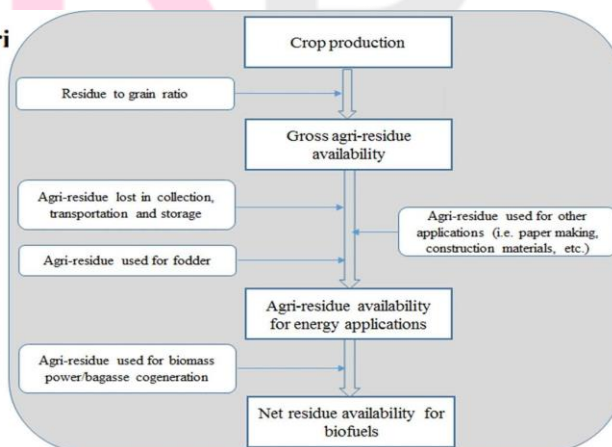 Crop production
Residue to grain ratio
Gross agri-residue
availability
Agri-residue lost in collection,
transportation and storage
Agri-residue used for other
applications (i.e. paper making,
construction materials, etc.)
Agri-residue used for fodder
Agri-residue availability
for energy applications
Agri-residue used for biomass
power/bagasse cogeneration
Net residue availability for
biofuels